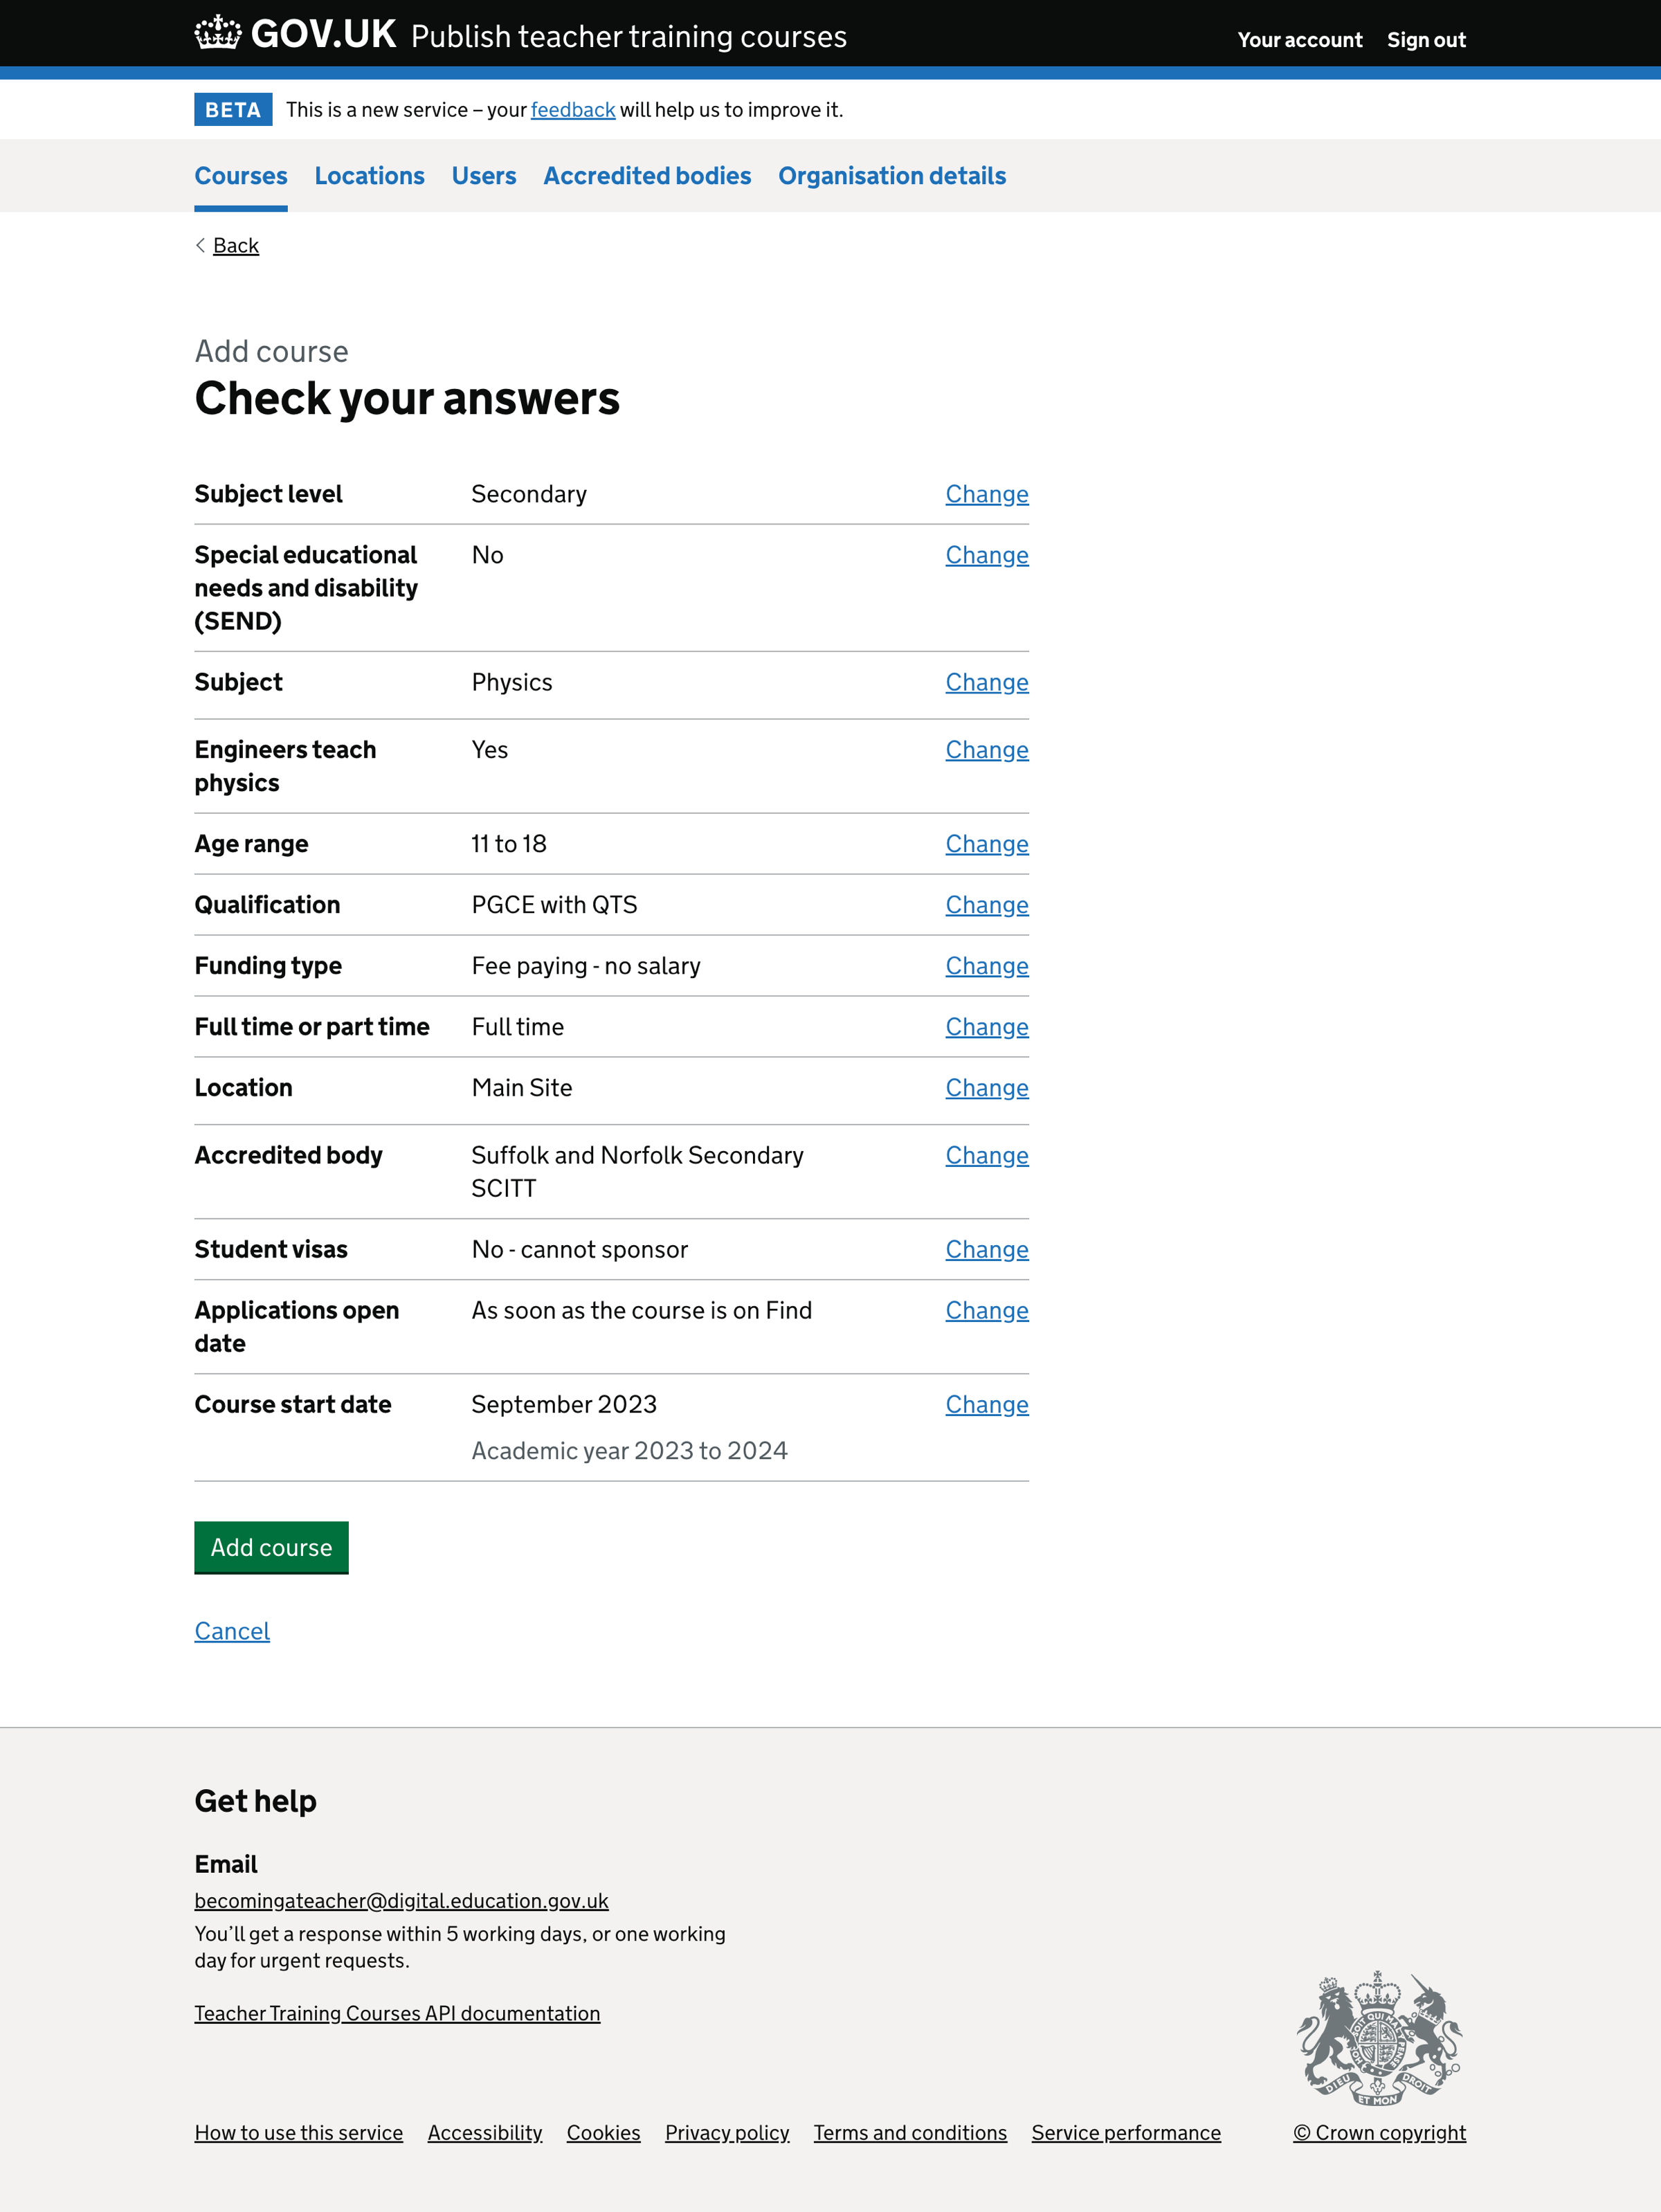 GOV.UK Publish teacher training courses
Your account Sign out
BETA This is a new service – your feedback will help us to improve it.
Courses Locations Users Accredited bodies Organisation details
Back
Add course
Check your answers
Subject level Secondary Change
Special educational No Change
needs and disability
(SEND)
Subject Physics Change
Engineers teach Yes Change
physics
Age range 11 to 18 Change
Qualification PGCE with QTS Change
Funding type Fee paying - no salary Change
Full time or part time Full time Change
Location Main Site Change
Accredited body Suffolk and Norfolk Secondary Change
SCITT
Student visas No - cannot sponsor Change
Applications open As soon as the course is on Find Change
date
Course start date September 2023 Change
Academic year 2023 to 2024
Add course
Cancel
Get help
Email
becomingateacher@digital.education.gov.uk
You’ll get a response within 5 working days, or one working
day for urgent requests.
Teacher Training Courses API documentation
DIEU ET MON DROIT
How to use this service Accessibility Cookies Privacy policy Terms and conditions Service performance © Crown copyright